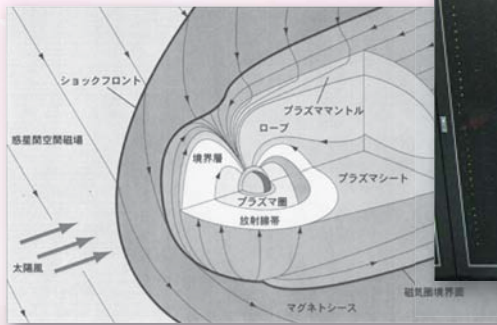 ショックフロント
プラズママントル
ローブ
惑星間空間磁場
境界層
プラズマシート
プラズマ圏
放射線帯
太陽風
磁気圏境界面
マグネトシース